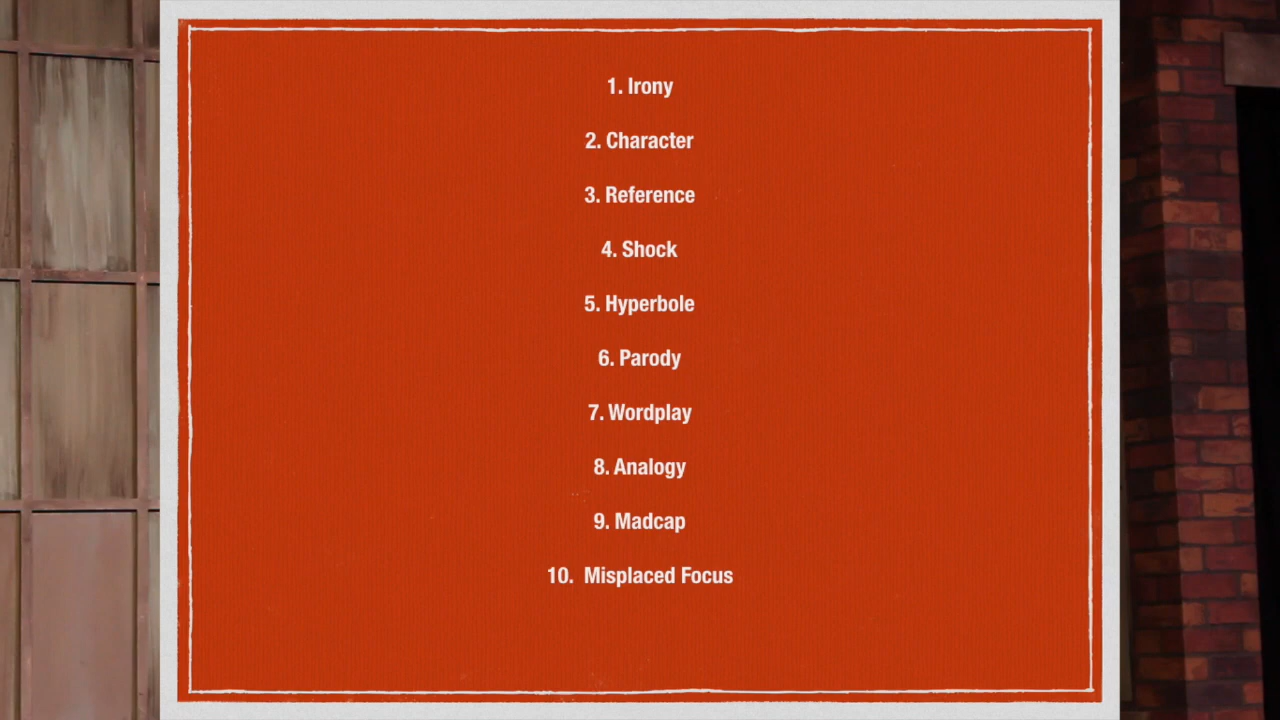 1. Irony
2. Character
3. Reference
4. Shock
5. Hyperbole
6. Parody
7. Wordplay
8. Analogy
9. Madcap
10.  Misplaced Focus